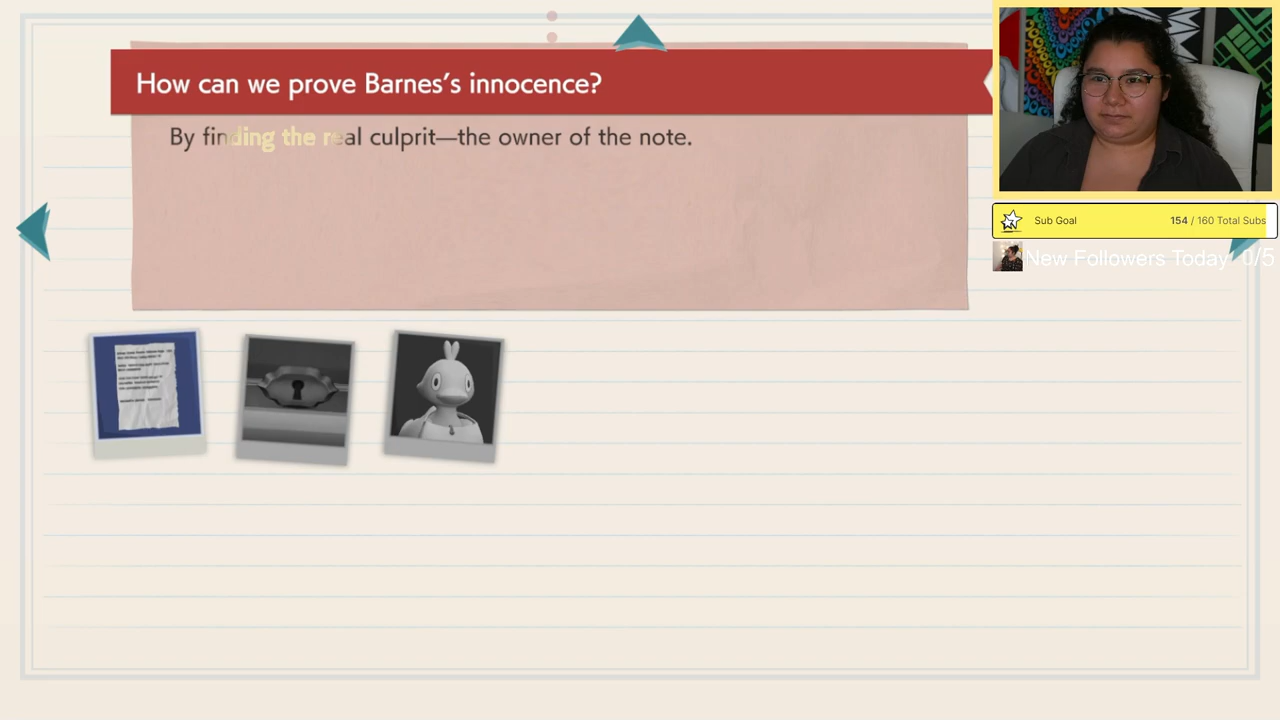 How can we prove Barnes's innocence?
By finding the real culprit—the owner of the note.
Sub Goal 154 / 160 Total Subs
New Followers Today 0/5